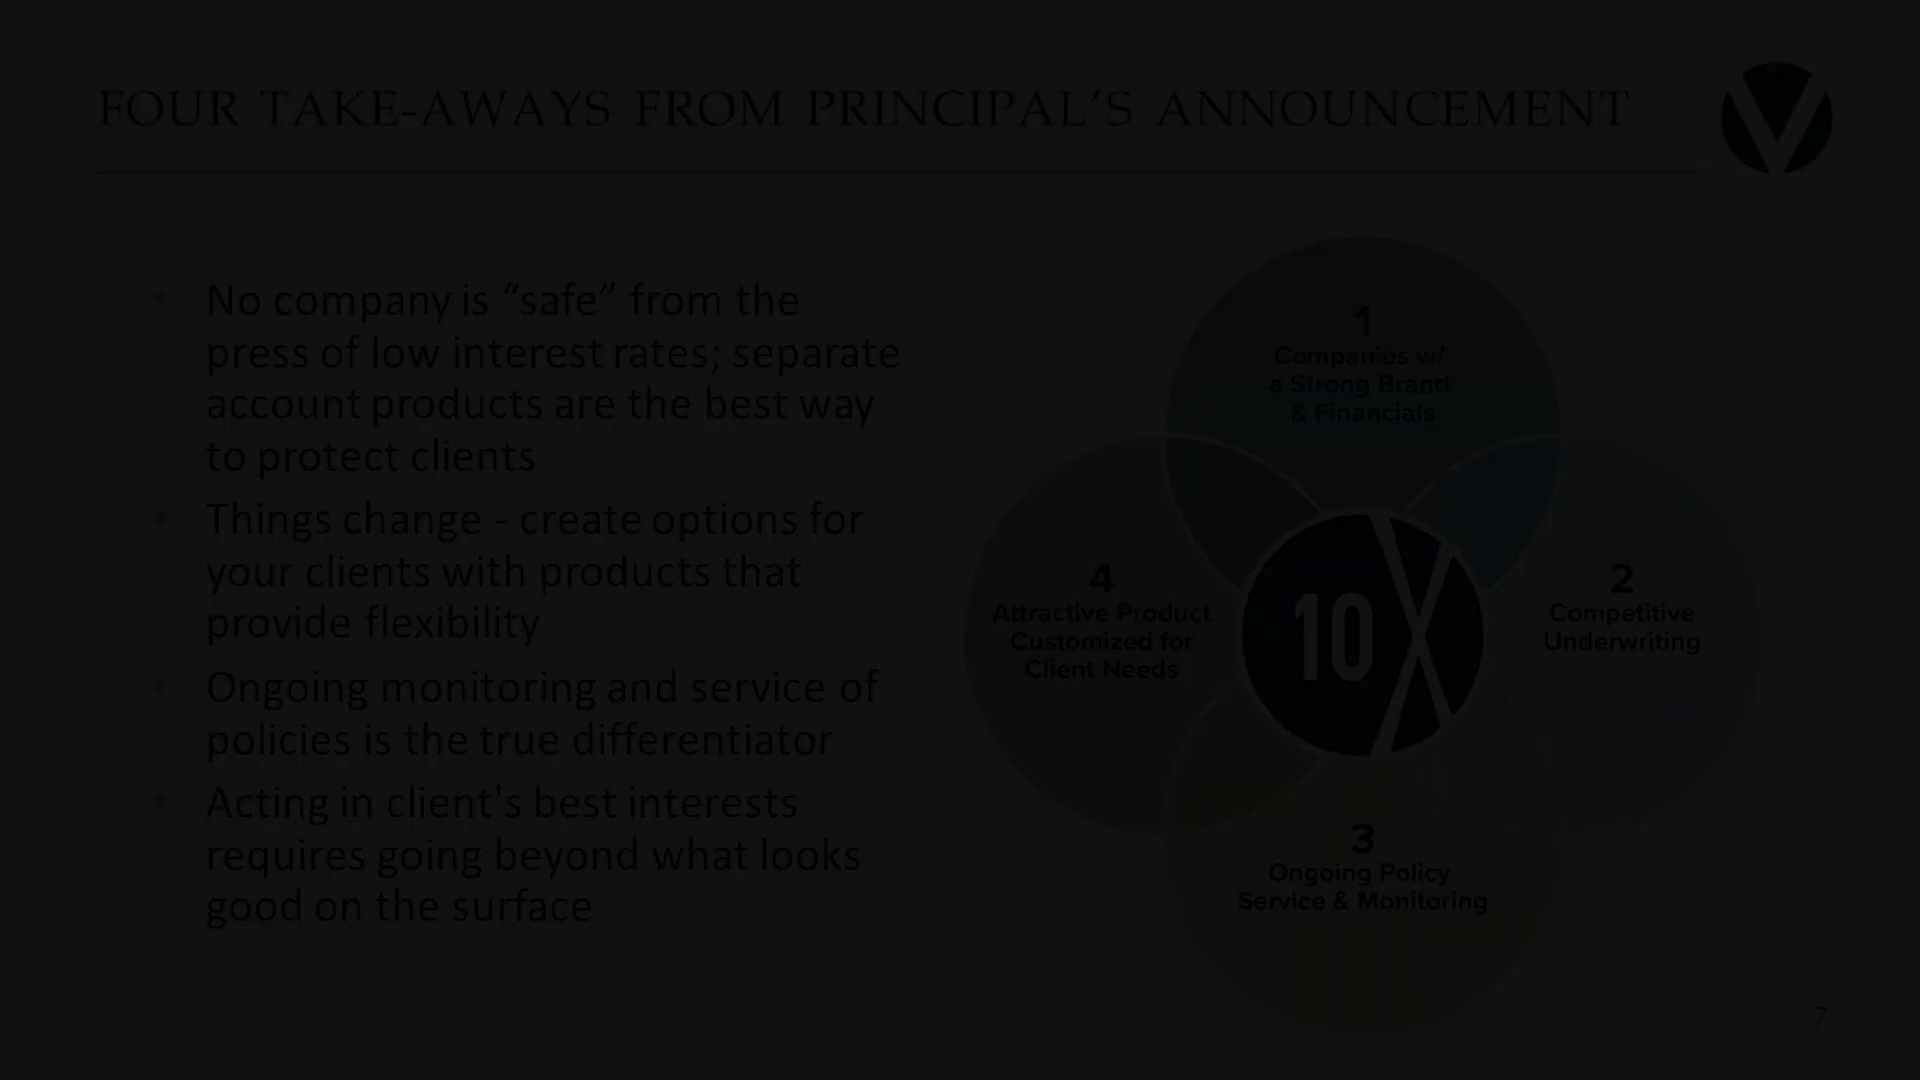 FOUR TAKE-AWAYS FROM PRINCIPAL’S ANNOUNCEMENT
• No company is “safe” from the
press of low interest rates; separate
account products are the best way
to protect clients
• Things change - create options for
your clients with products that
provide flexibility
• Ongoing monitoring and service of
policies is the true differentiator
• Acting in client's best interests
requires going beyond what looks
good on the surface
1
Companies w/
a Strong Brand
& Financials
2
Competitive
Underwriting
3
Ongoing Policy
Service & Monitoring
4
Attractive Product
Customized for
Client Needs
10X
7